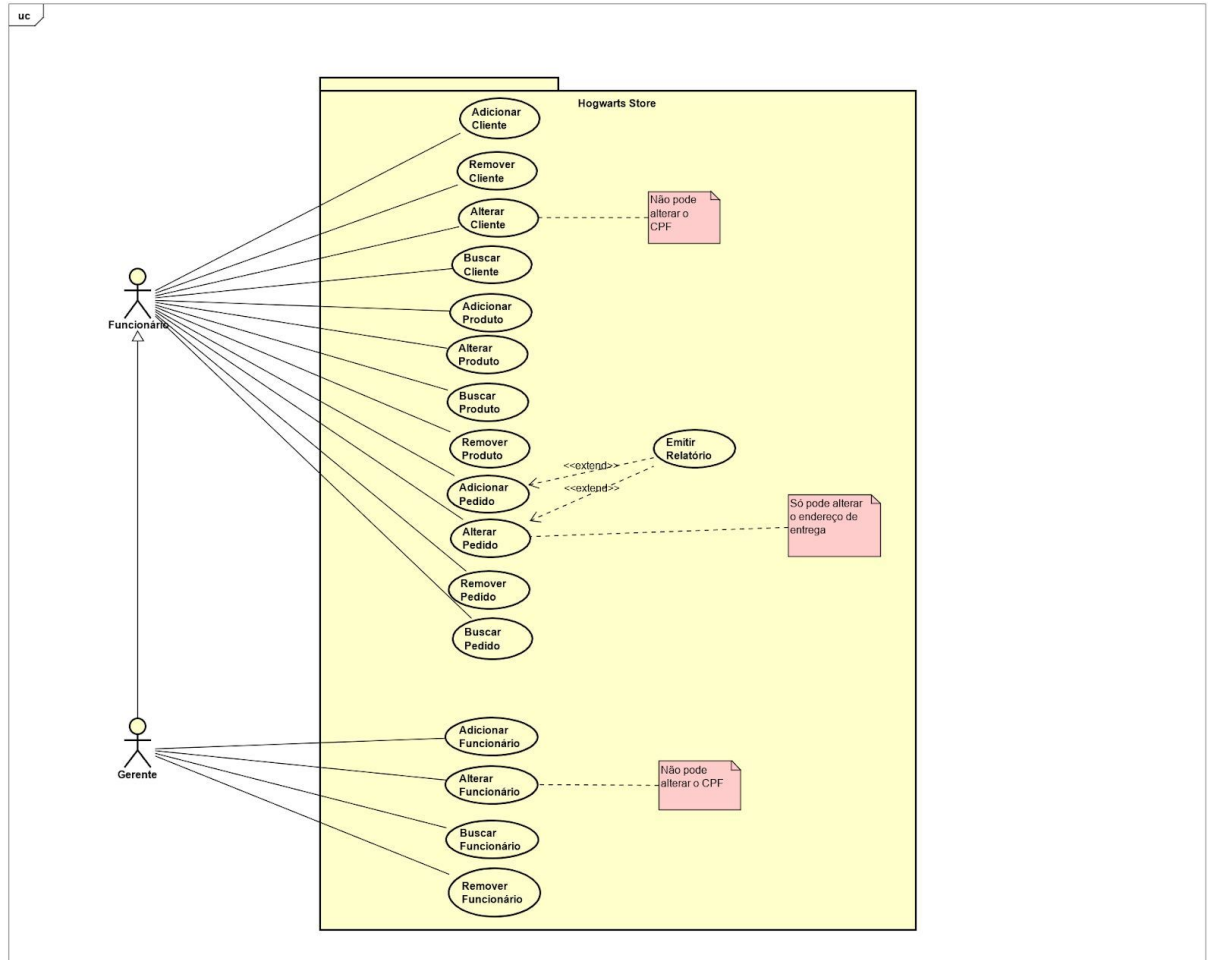 uc
Hogwarts Store
Adicionar
Cliente
Remover
Cliente
Alterar
Cliente
Não pode
alterar o
CPF
Buscar
Cliente
Adicionar
Produto
Funcionário
Alterar
Produto
Buscar
Produto
Remover
Produto
Emitir
Relatório
<<extend>>
Adicionar
Pedido
<<extend>>
Só pode alterar
o endereço de
entrega
Alterar
Pedido
Remover
Pedido
Buscar
Pedido
Adicionar
Funcionário
Gerente
Alterar
Funcionário
Não pode
alterar o CPF
Buscar
Funcionário
Remover
Funcionário